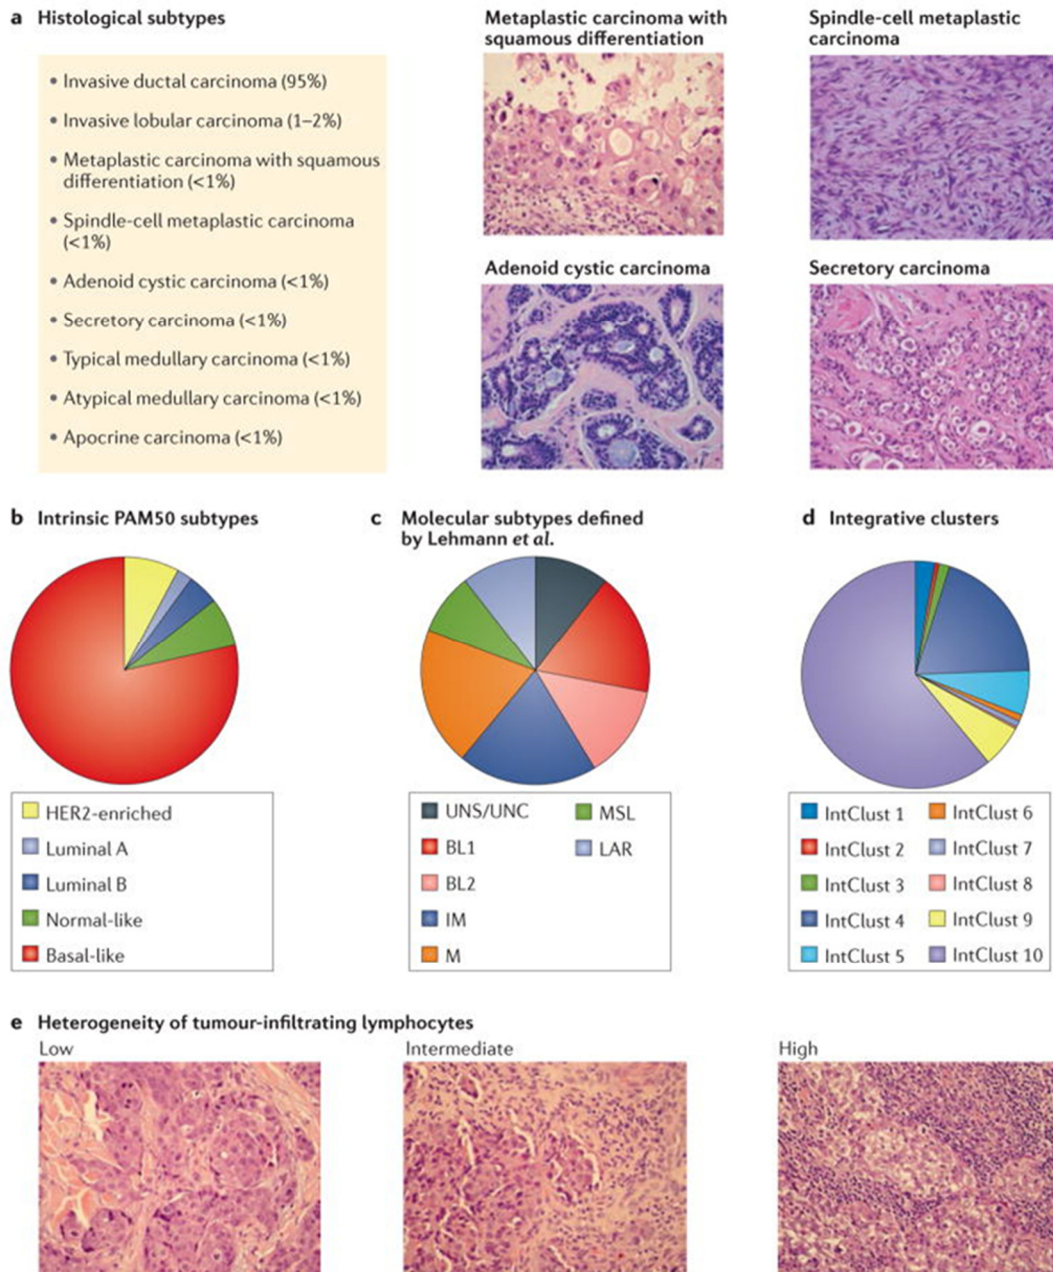 a Histological subtypes
• Invasive ductal carcinoma (95%)
• Invasive lobular carcinoma (1–2%)
• Metaplastic carcinoma with squamous
differentiation (<1%)
• Spindle-cell metaplastic carcinoma
(<1%)
• Adenoid cystic carcinoma (<1%)
• Secretory carcinoma (<1%)
• Typical medullary carcinoma (<1%)
• Atypical medullary carcinoma (<1%)
• Apocrine carcinoma (<1%)
Metaplastic carcinoma with
squamous differentiation
Spindle-cell metaplastic
carcinoma
Adenoid cystic carcinoma
Secretory carcinoma
b Intrinsic PAM50 subtypes
HER2-enriched
Luminal A
Luminal B
Normal-like
Basal-like
c Molecular subtypes defined
by Lehmann et al.
UNS/UNC
BL1
BL2
IM
M
MSL
LAR
d Integrative clusters
IntClust 1
IntClust 2
IntClust 3
IntClust 4
IntClust 5
IntClust 6
IntClust 7
IntClust 8
IntClust 9
IntClust 10
e Heterogeneity of tumour-infiltrating lymphocytes
Low
Intermediate
High